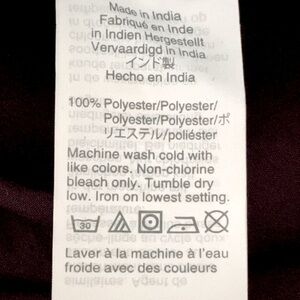 Made in India
Fabriqué en Inde
in Indien Hergestellt
Vervaardigd in India
インド製
Hecho en India
100% Polyester/Polyester/
Polyester/Polyester/ポ
リエステル/poliéster
Machine wash cold with
like colors. Non-chlorine
bleach only. Tumble dry
low. Iron on lowest setting.
30
Laver à la machine à l'eau
froide avec des couleurs